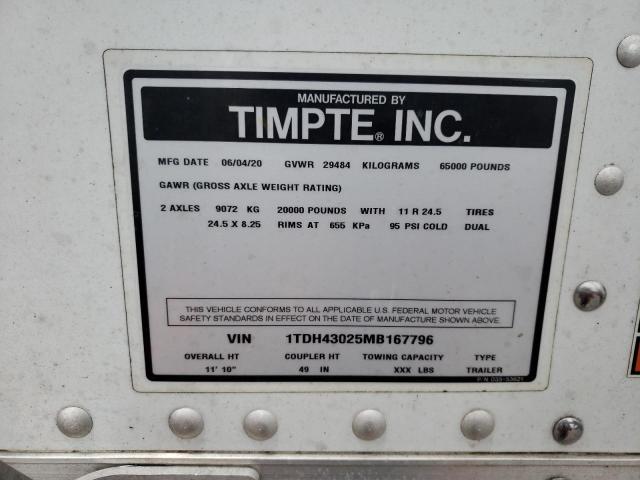 MANUFACTURED BY
TIMPTE® INC.
MFG DATE 06/04/20 GVWR 29484 KILOGRAMS 65000 POUNDS
GAWR (GROSS AXLE WEIGHT RATING)
2 AXLES 9072 KG 20000 POUNDS WITH 11 R 24.5 TIRES
24.5 X 8.25 RIMS AT 655 KPa 95 PSI COLD DUAL
THIS VEHICLE CONFORMS TO ALL APPLICABLE U.S. FEDERAL MOTOR VEHICLE
SAFETY STANDARDS IN EFFECT ON THE DATE OF MANUFACTURE SHOWN ABOVE.
VIN 1TDH43025MB167796
OVERALL HT COUPLER HT TOWING CAPACITY TYPE
11' 10" 49 IN XXX LBS TRAILER
P/N 035-53621